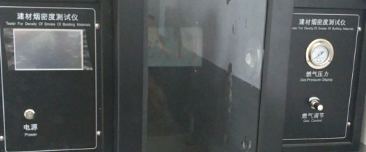 建材烟密度测试仪
Tester For Density Of Smoke Of Building Materials
电源
Power
建材烟密度测试仪
Tester For Density Of Smoke Of Building Materials
燃气压力
Gas Pressure Display
燃气调节
Gas Control